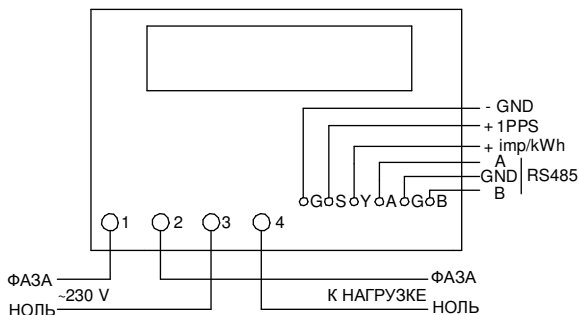 - GND
+ 1PPS
+ imp/kWh
A
GND
B
RS485
G S Y A G B
1 2 3 4
ФАЗА
~230 V
НОЛЬ
К НАГРУЗКЕ
ФАЗА
НОЛЬ